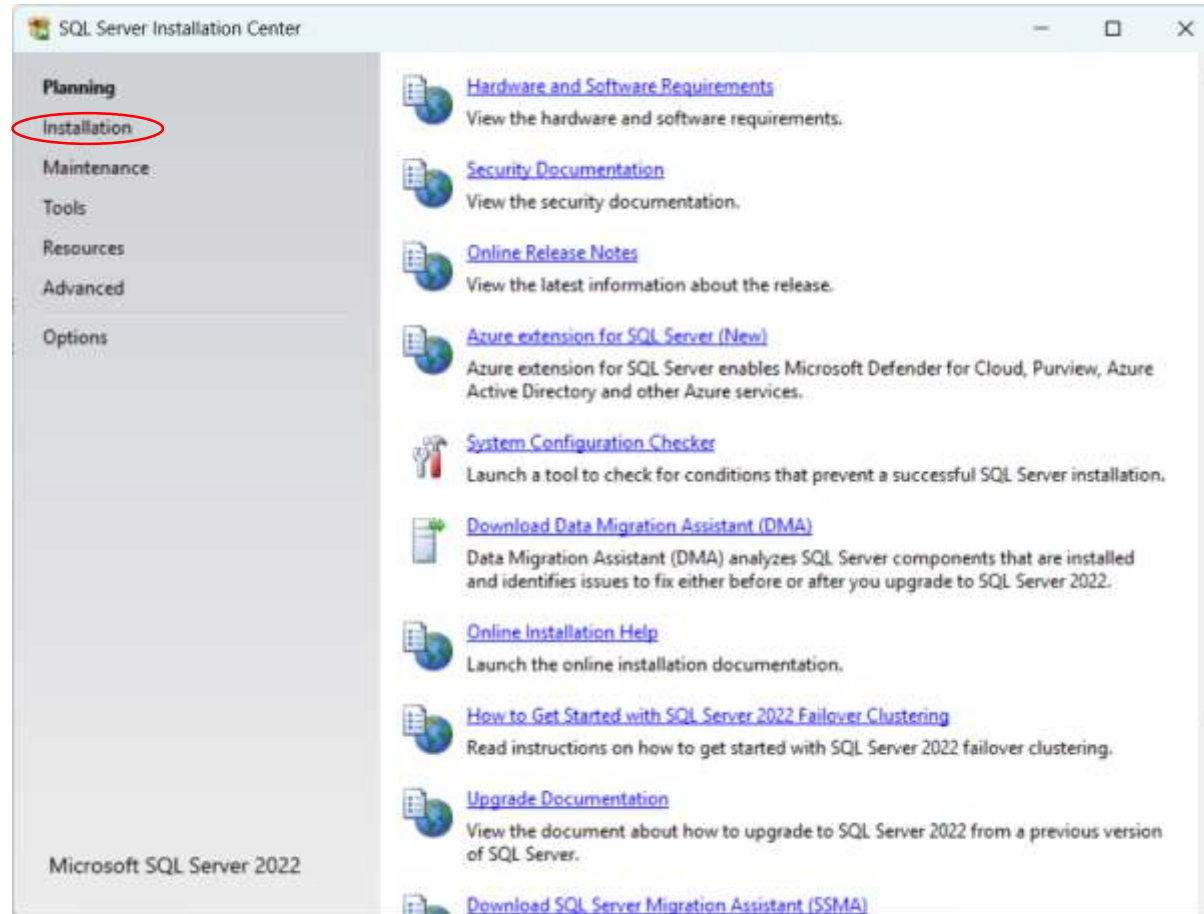 SQL Server Installation Center
Planning
Installation
Maintenance
Tools
Resources
Advanced
Options
Microsoft SQL Server 2022
Hardware and Software Requirements
View the hardware and software requirements.
Security Documentation
View the security documentation.
Online Release Notes
View the latest information about the release.
Azure extension for SQL Server (New)
Azure extension for SQL Server enables Microsoft Defender for Cloud, Purview, Azure
Active Directory and other Azure services.
System Configuration Checker
Launch a tool to check for conditions that prevent a successful SQL Server installation.
Download Data Migration Assistant (DMA)
Data Migration Assistant (DMA) analyzes SQL Server components that are installed
and identifies issues to fix either before or after you upgrade to SQL Server 2022.
Online Installation Help
Launch the online installation documentation.
How to Get Started with SQL Server 2022 Failover Clustering
Read instructions on how to get started with SQL Server 2022 failover clustering.
Upgrade Documentation
View the document about how to upgrade to SQL Server 2022 from a previous version
of SQL Server.
Download SQL Server Migration Assistant (SSMA)